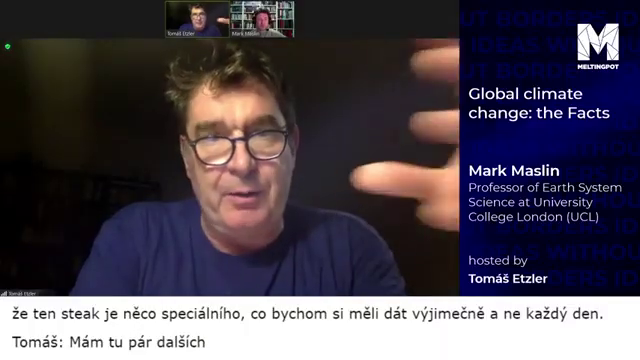 Tomáš Etzler
Mark Maslin
MELTINGPOT
Global climate
change: the Facts
Mark Maslin
Professor of Earth System
Science at University
College London (UCL)
hosted by
Tomáš Etzler
Tomáš Etzler
že ten steak je něco speciálního, co bychom si měli dát výjimečně a ne každý den.
Tomáš: Mám tu pár dalších